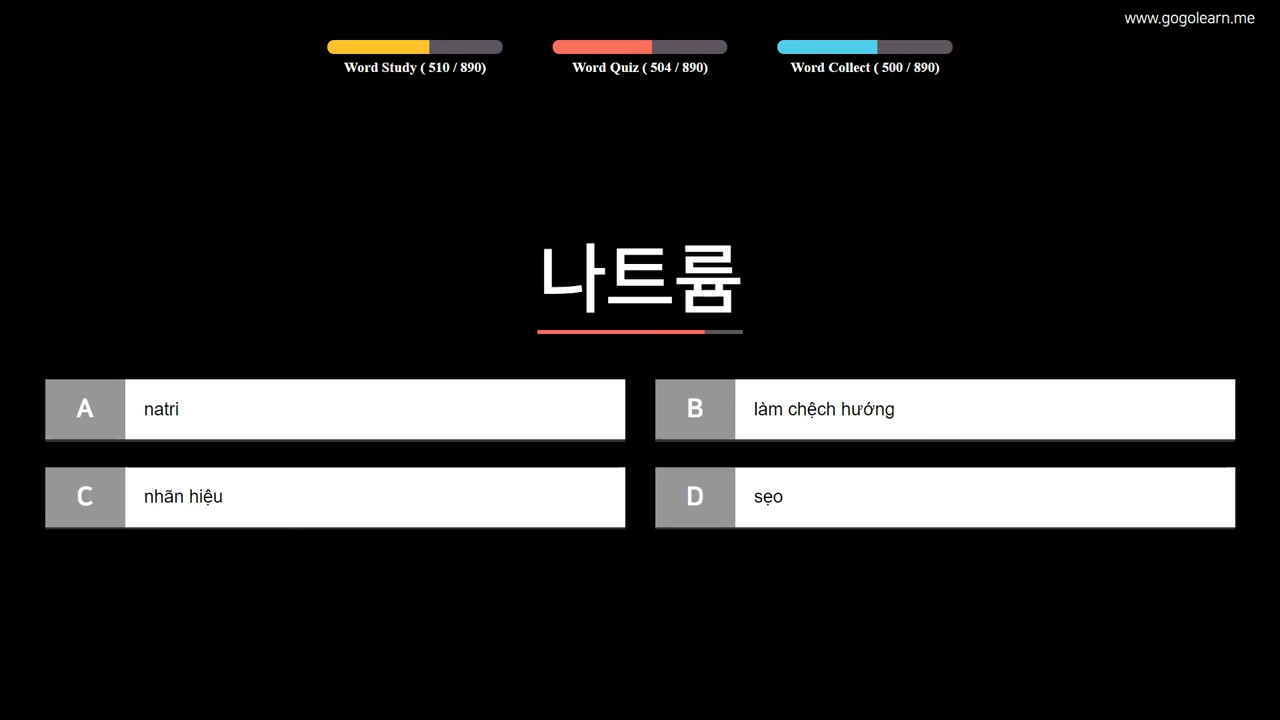 www.gogolearn.me
Word Study ( 510 / 890)
Word Quiz ( 504 / 890)
Word Collect ( 500 / 890)
나트륨
A natri
B làm chệch hướng
C nhãn hiệu
D sẹo